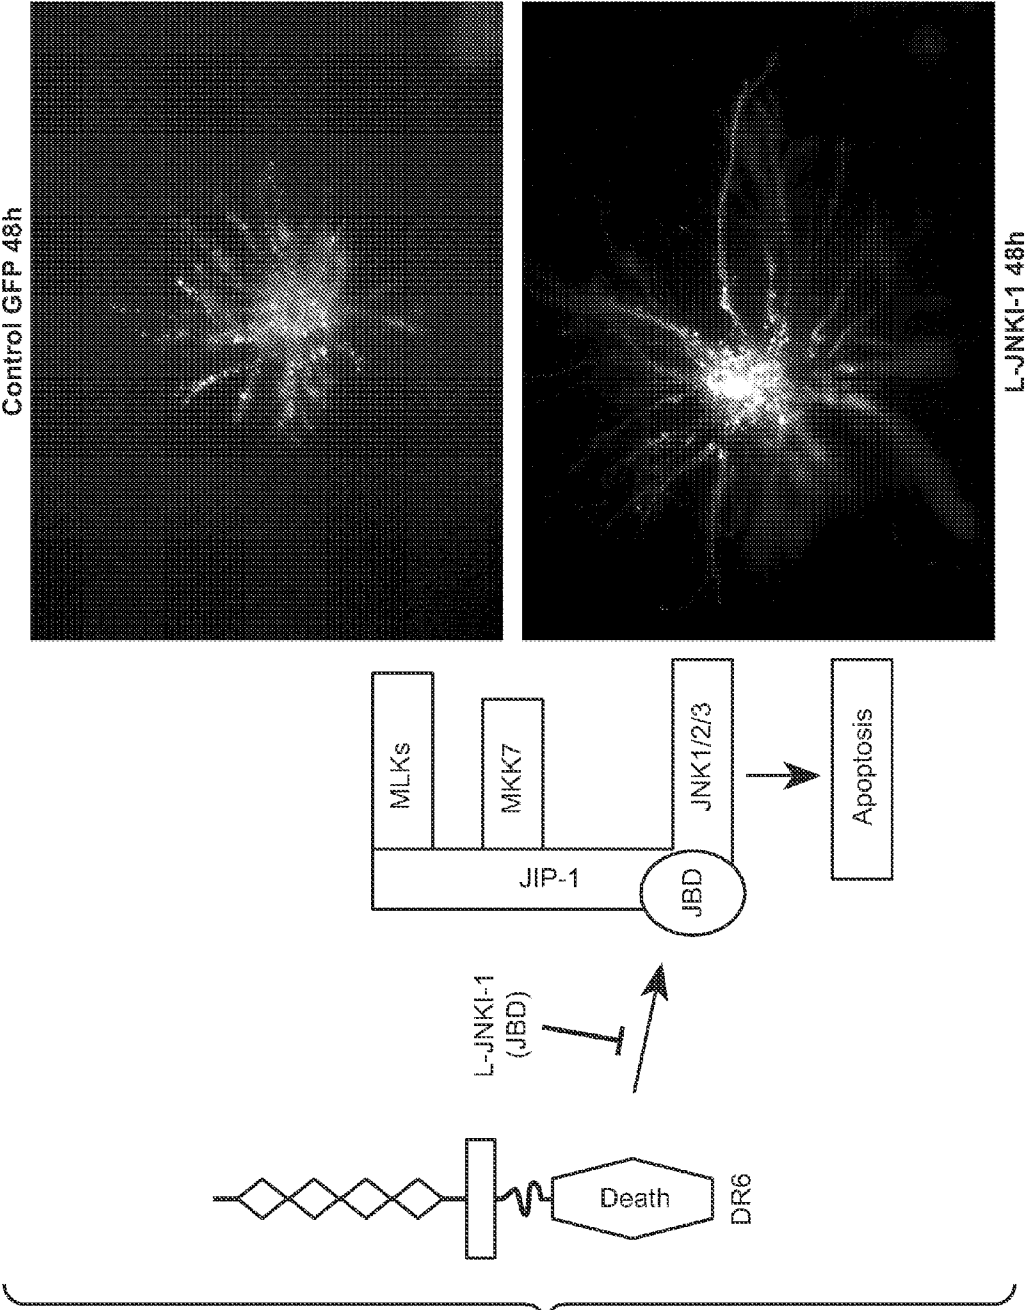 Control GFP 48h
L-JNKI-1 48h
MLKs
MKK7
JIP-1
JNK1/2/3
JBD
Apoptosis
L-JNKI-1
(JBD)
Death
DR6